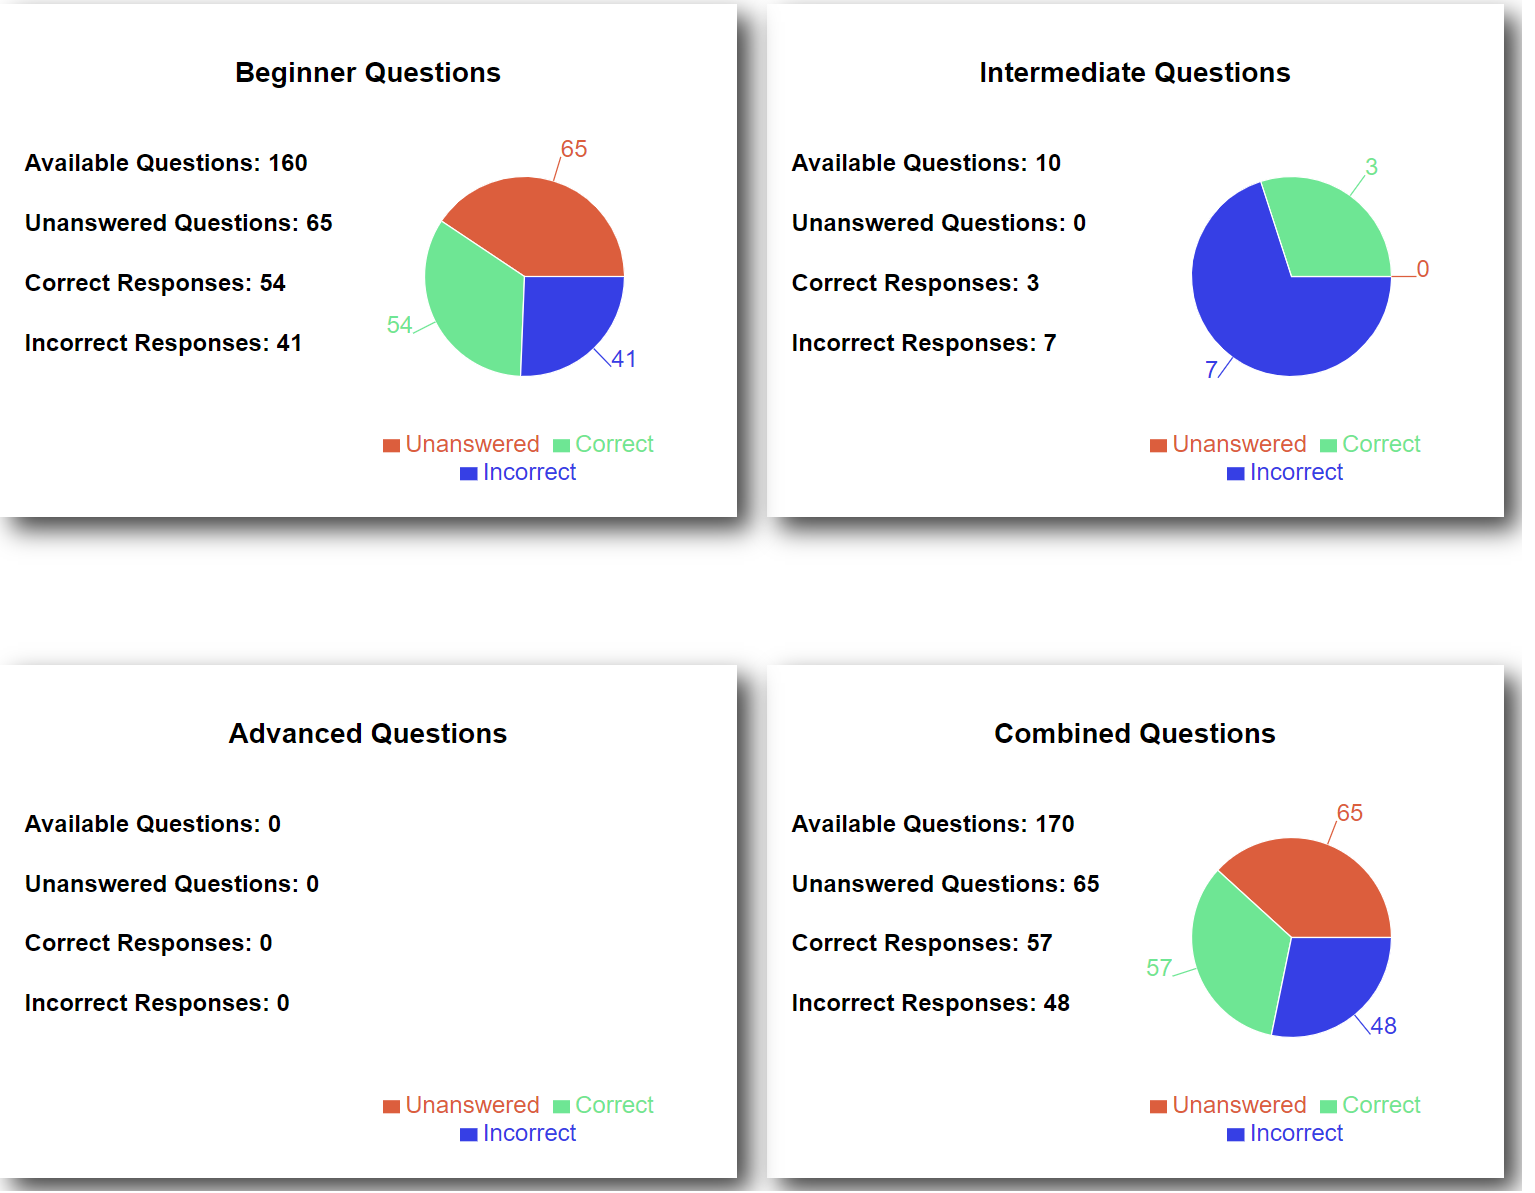 Beginner Questions
Available Questions: 160
Unanswered Questions: 65
Correct Responses: 54
Incorrect Responses: 41
65
54
41
Unanswered Correct
Incorrect
Intermediate Questions
Available Questions: 10
Unanswered Questions: 0
Correct Responses: 3
Incorrect Responses: 7
3
0
7
Unanswered Correct
Incorrect
Advanced Questions
Available Questions: 0
Unanswered Questions: 0
Correct Responses: 0
Incorrect Responses: 0
Unanswered Correct
Incorrect
Combined Questions
Available Questions: 170
Unanswered Questions: 65
Correct Responses: 57
Incorrect Responses: 48
65
57
48
Unanswered Correct
Incorrect